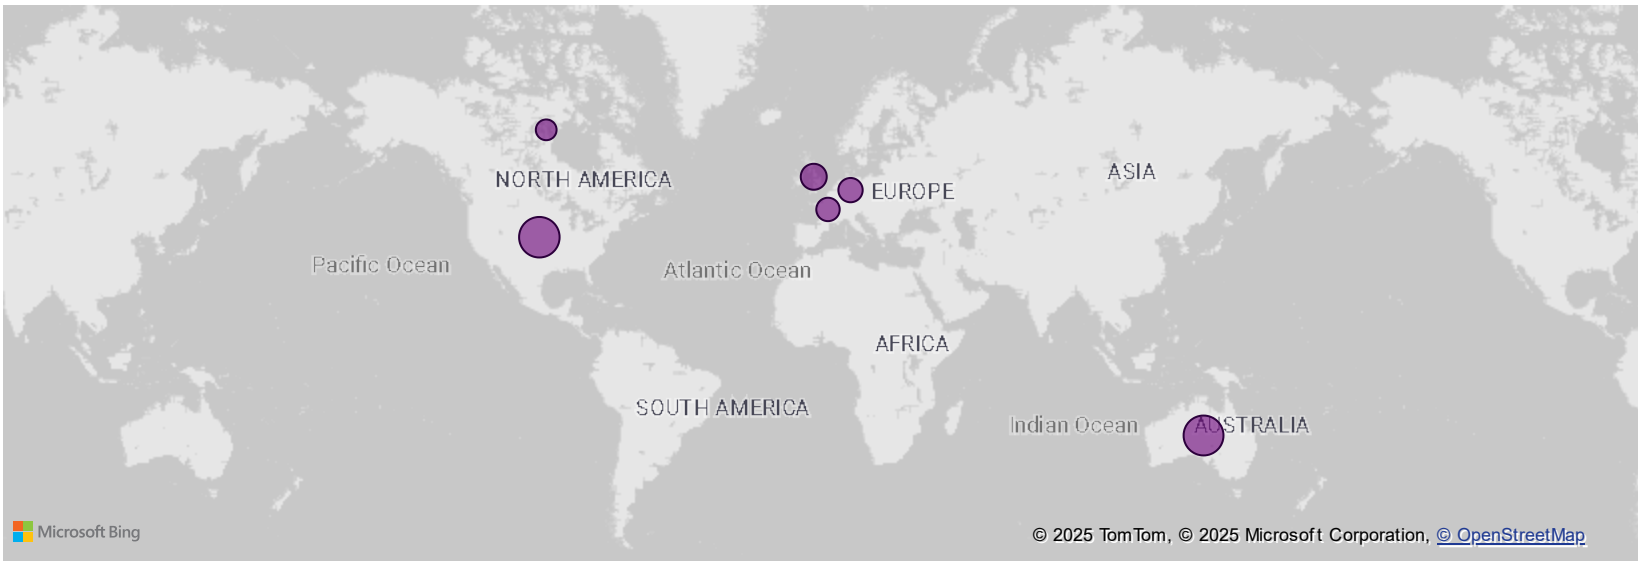 ASIA
NORTH AMERICA
EUROPE
Pacific Ocean
Atlantic Ocean
AFRICA
SOUTH AMERICA
Indian Ocean
AUSTRALIA
Microsoft Bing
© 2025 TomTom, © 2025 Microsoft Corporation, © OpenStreetMap